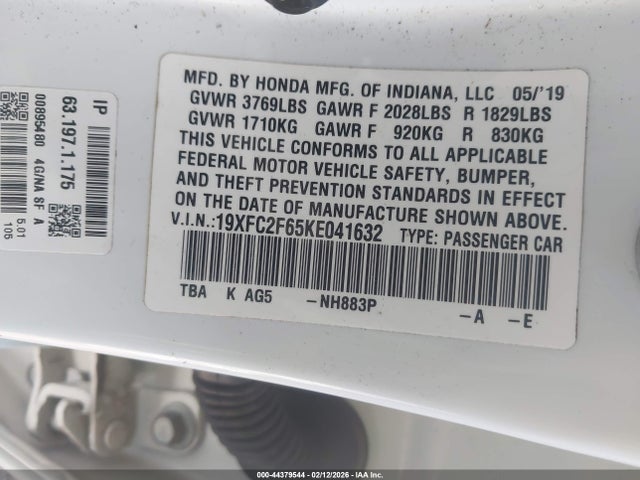 MFD. BY HONDA MFG. OF INDIANA, LLC 05/'19
GVWR 3769LBS GAWR F 2028LBS R 1829LBS
GVWR 1710KG GAWR F 920KG R 830KG
THIS VEHICLE CONFORMS TO ALL APPLICABLE
FEDERAL MOTOR VEHICLE SAFETY, BUMPER,
AND THEFT PREVENTION STANDARDS IN EFFECT
ON THE DATE OF MANUFACTURE SHOWN ABOVE.
V.I.N.:19XFC2F65KE041632 TYPE: PASSENGER CAR
TBA K AG5 -NH883P -A -E
IP
63.197.1.175
00895480 4G/NA 8F A
5.01
105
000 - 44379544 - 02/12/2026 - IAA Inc.